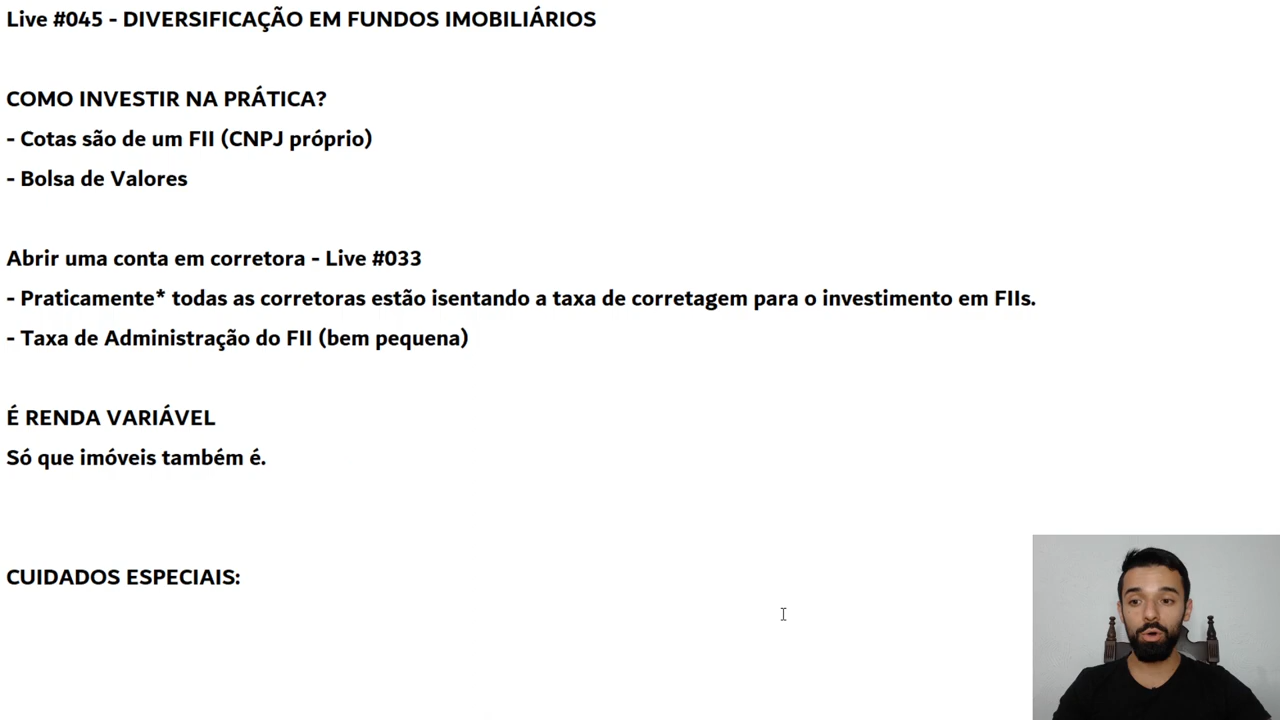 Live #045 - DIVERSIFICAÇÃO EM FUNDOS IMOBILIÁRIOS
COMO INVESTIR NA PRÁTICA?
- Cotas são de um FII (CNPJ próprio)
- Bolsa de Valores
Abrir uma conta em corretora - Live #033
- Praticamente* todas as corretoras estão isentando a taxa de corretagem para o investimento em FIIs.
- Taxa de Administração do FII (bem pequena)
É RENDA VARIÁVEL
Só que imóveis também é.
CUIDADOS ESPECIAIS: